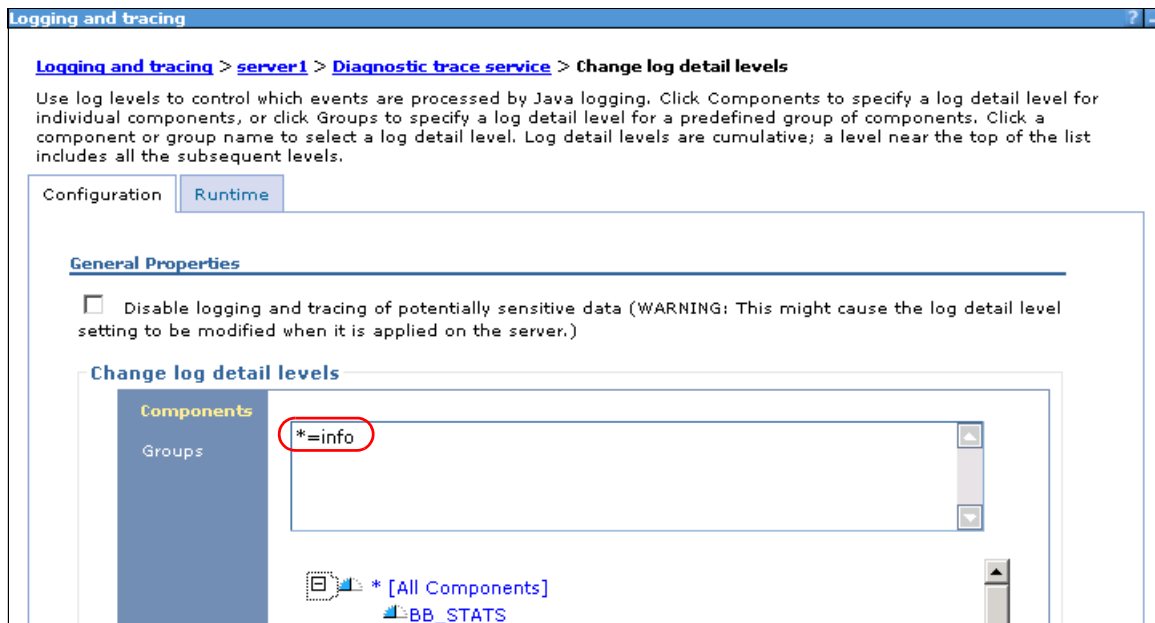 Logging and tracing ? -
Logging and tracing > server1 > Diagnostic trace service > Change log detail levels
Use log levels to control which events are processed by Java logging. Click Components to specify a log detail level for
individual components, or click Groups to specify a log detail level for a predefined group of components. Click a
component or group name to select a log detail level. Log detail levels are cumulative; a level near the top of the list
includes all the subsequent levels.
Configuration Runtime
General Properties
Disable logging and tracing of potentially sensitive data (WARNING: This might cause the log detail level
setting to be modified when it is applied on the server.)
Change log detail levels
Components
*=info
Groups
* [All Components]
BB_STATS